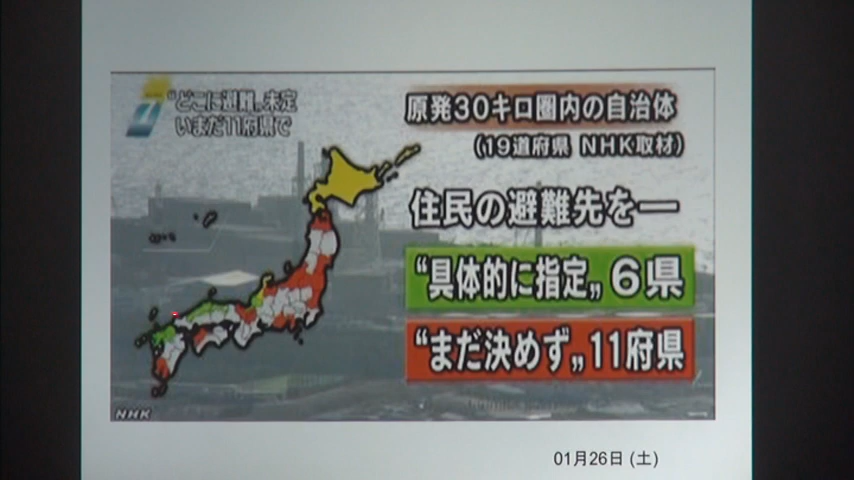 “どこに避難„未定
いまだ11府県で
原発30キロ圏内の自治体
(19道府県 NHK取材)
住民の避難先を―
“具体的に指定„ 6県
“まだ決めず„ 11府県
NHK
01月26日 (土)